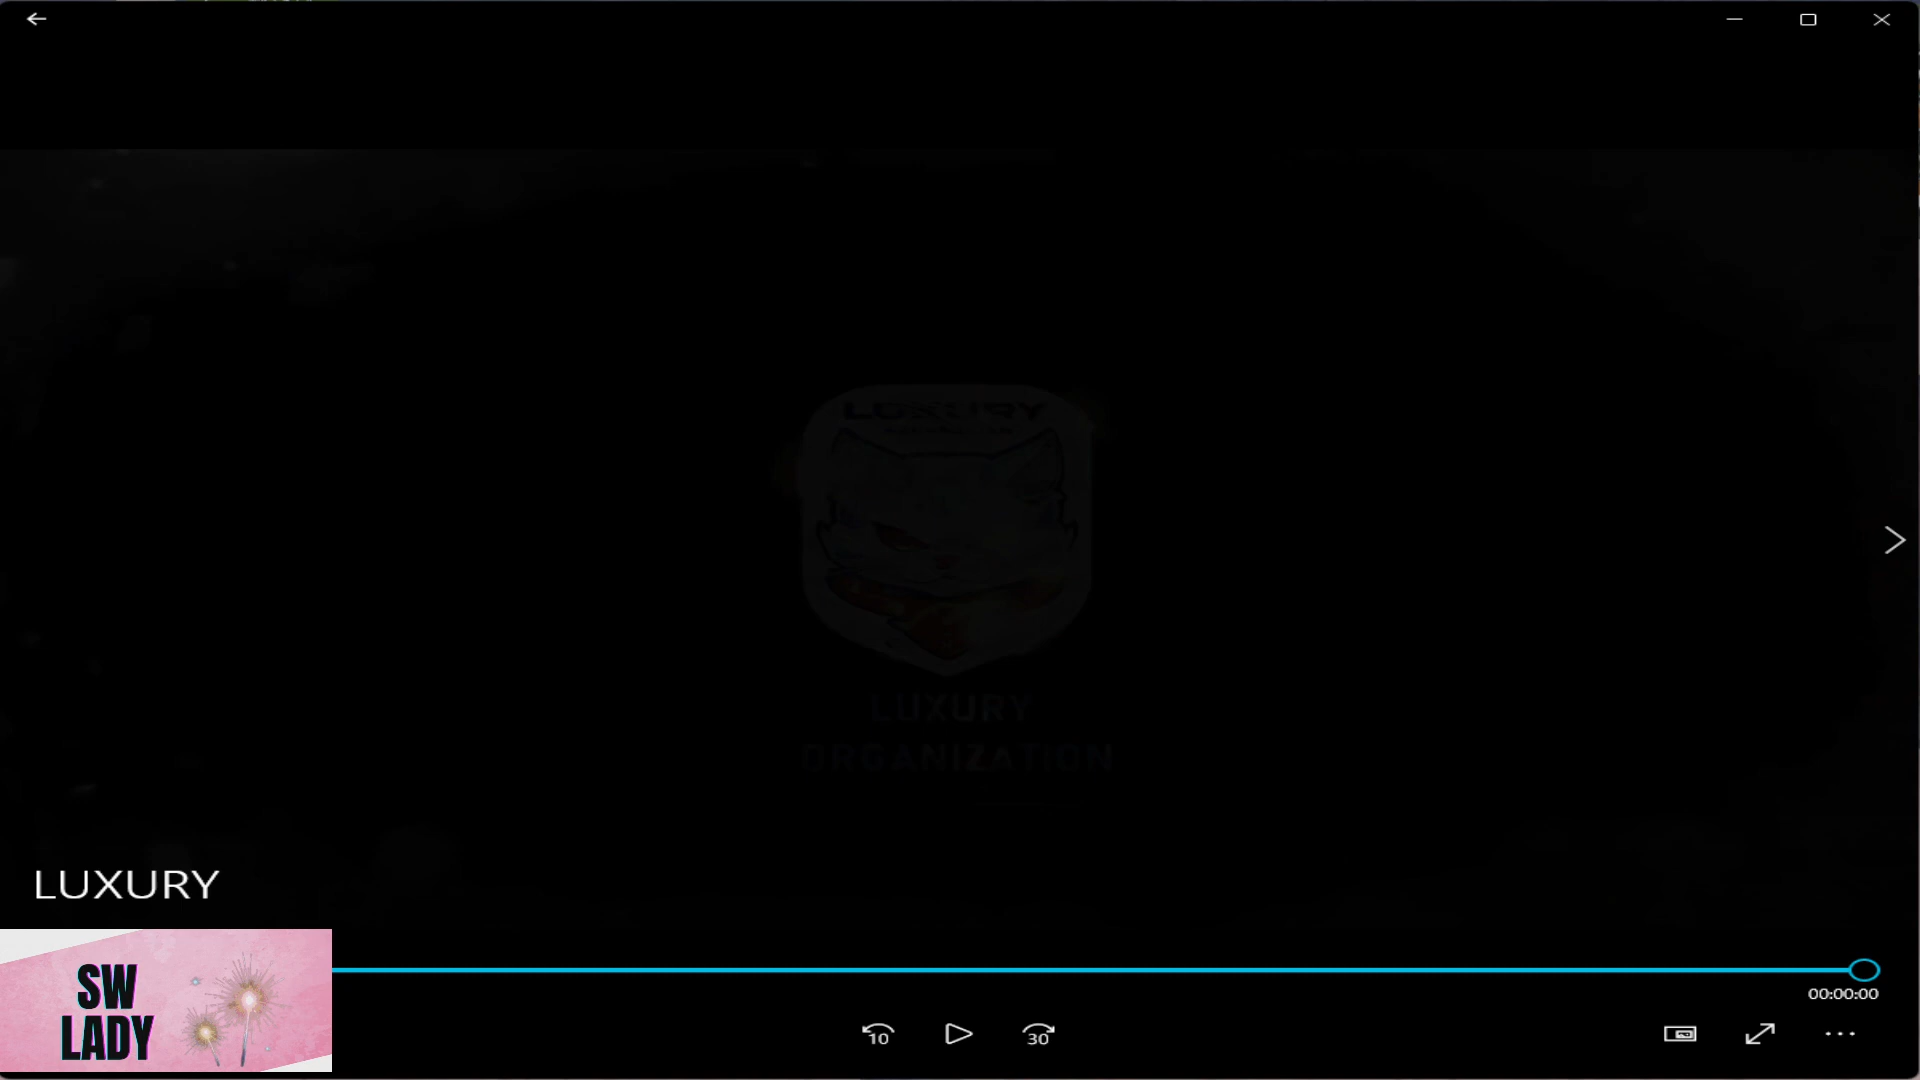 LUXURY
LUXURY
ORGANIZATION
LUXURY
SW
LADY
00:00:00
10
30